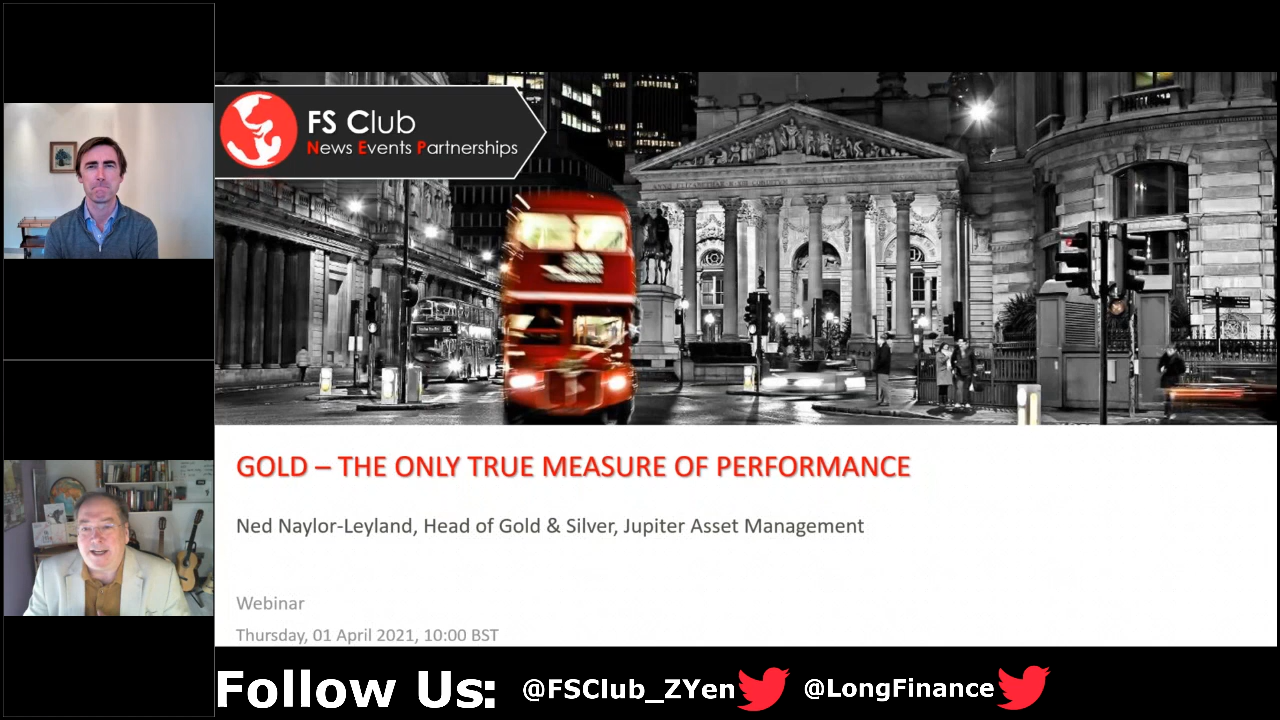 FS Club
News Events Partnerships
GOLD – THE ONLY TRUE MEASURE OF PERFORMANCE
Ned Naylor-Leyland, Head of Gold & Silver, Jupiter Asset Management
Webinar
Thursday, 01 April 2021, 10:00 BST
Follow Us: @FSClub_ZYen @LongFinance